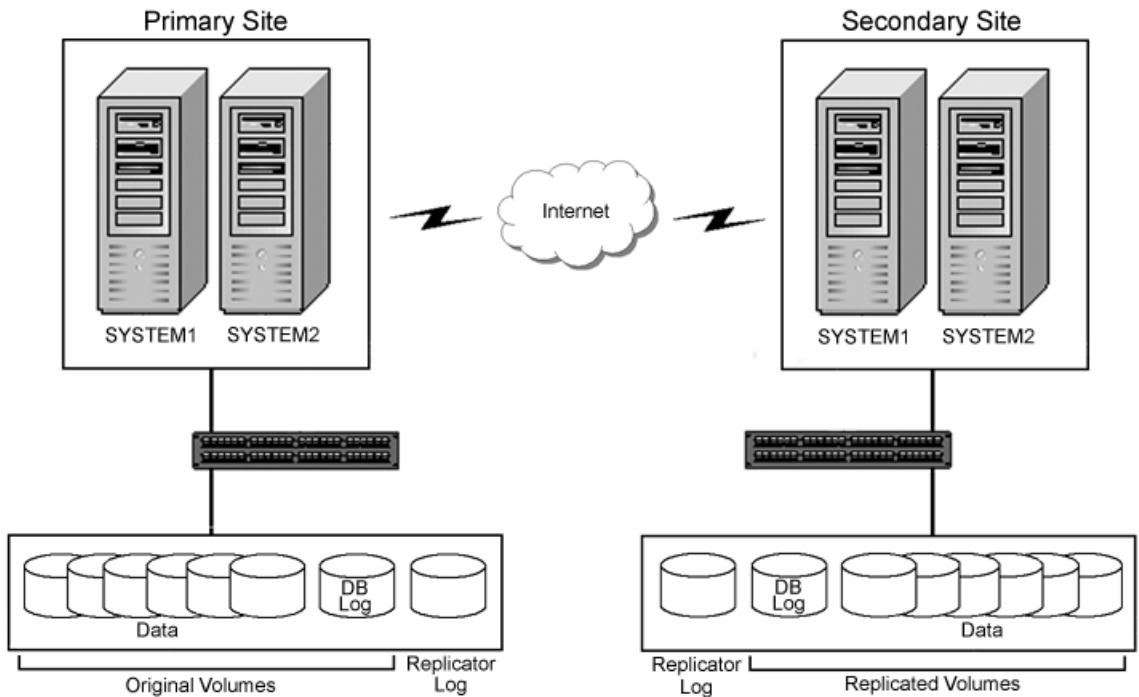 Primary Site
Secondary Site
Internet
SYSTEM1
SYSTEM2
SYSTEM1
SYSTEM2
DB
Log
Data
Original Volumes
Replicator
Log
DB
Log
Data
Replicator
Log
Replicated Volumes